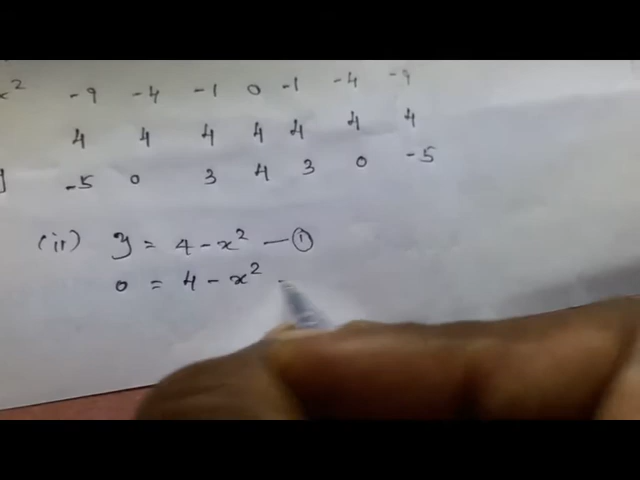 x² -9 -4 -1 0 -1 -4 -9
4 4 4 4 4 4 4
-5 0 3 4 3 0 -5
(ii) y = 4 - x² — ①
0 = 4 - x² -